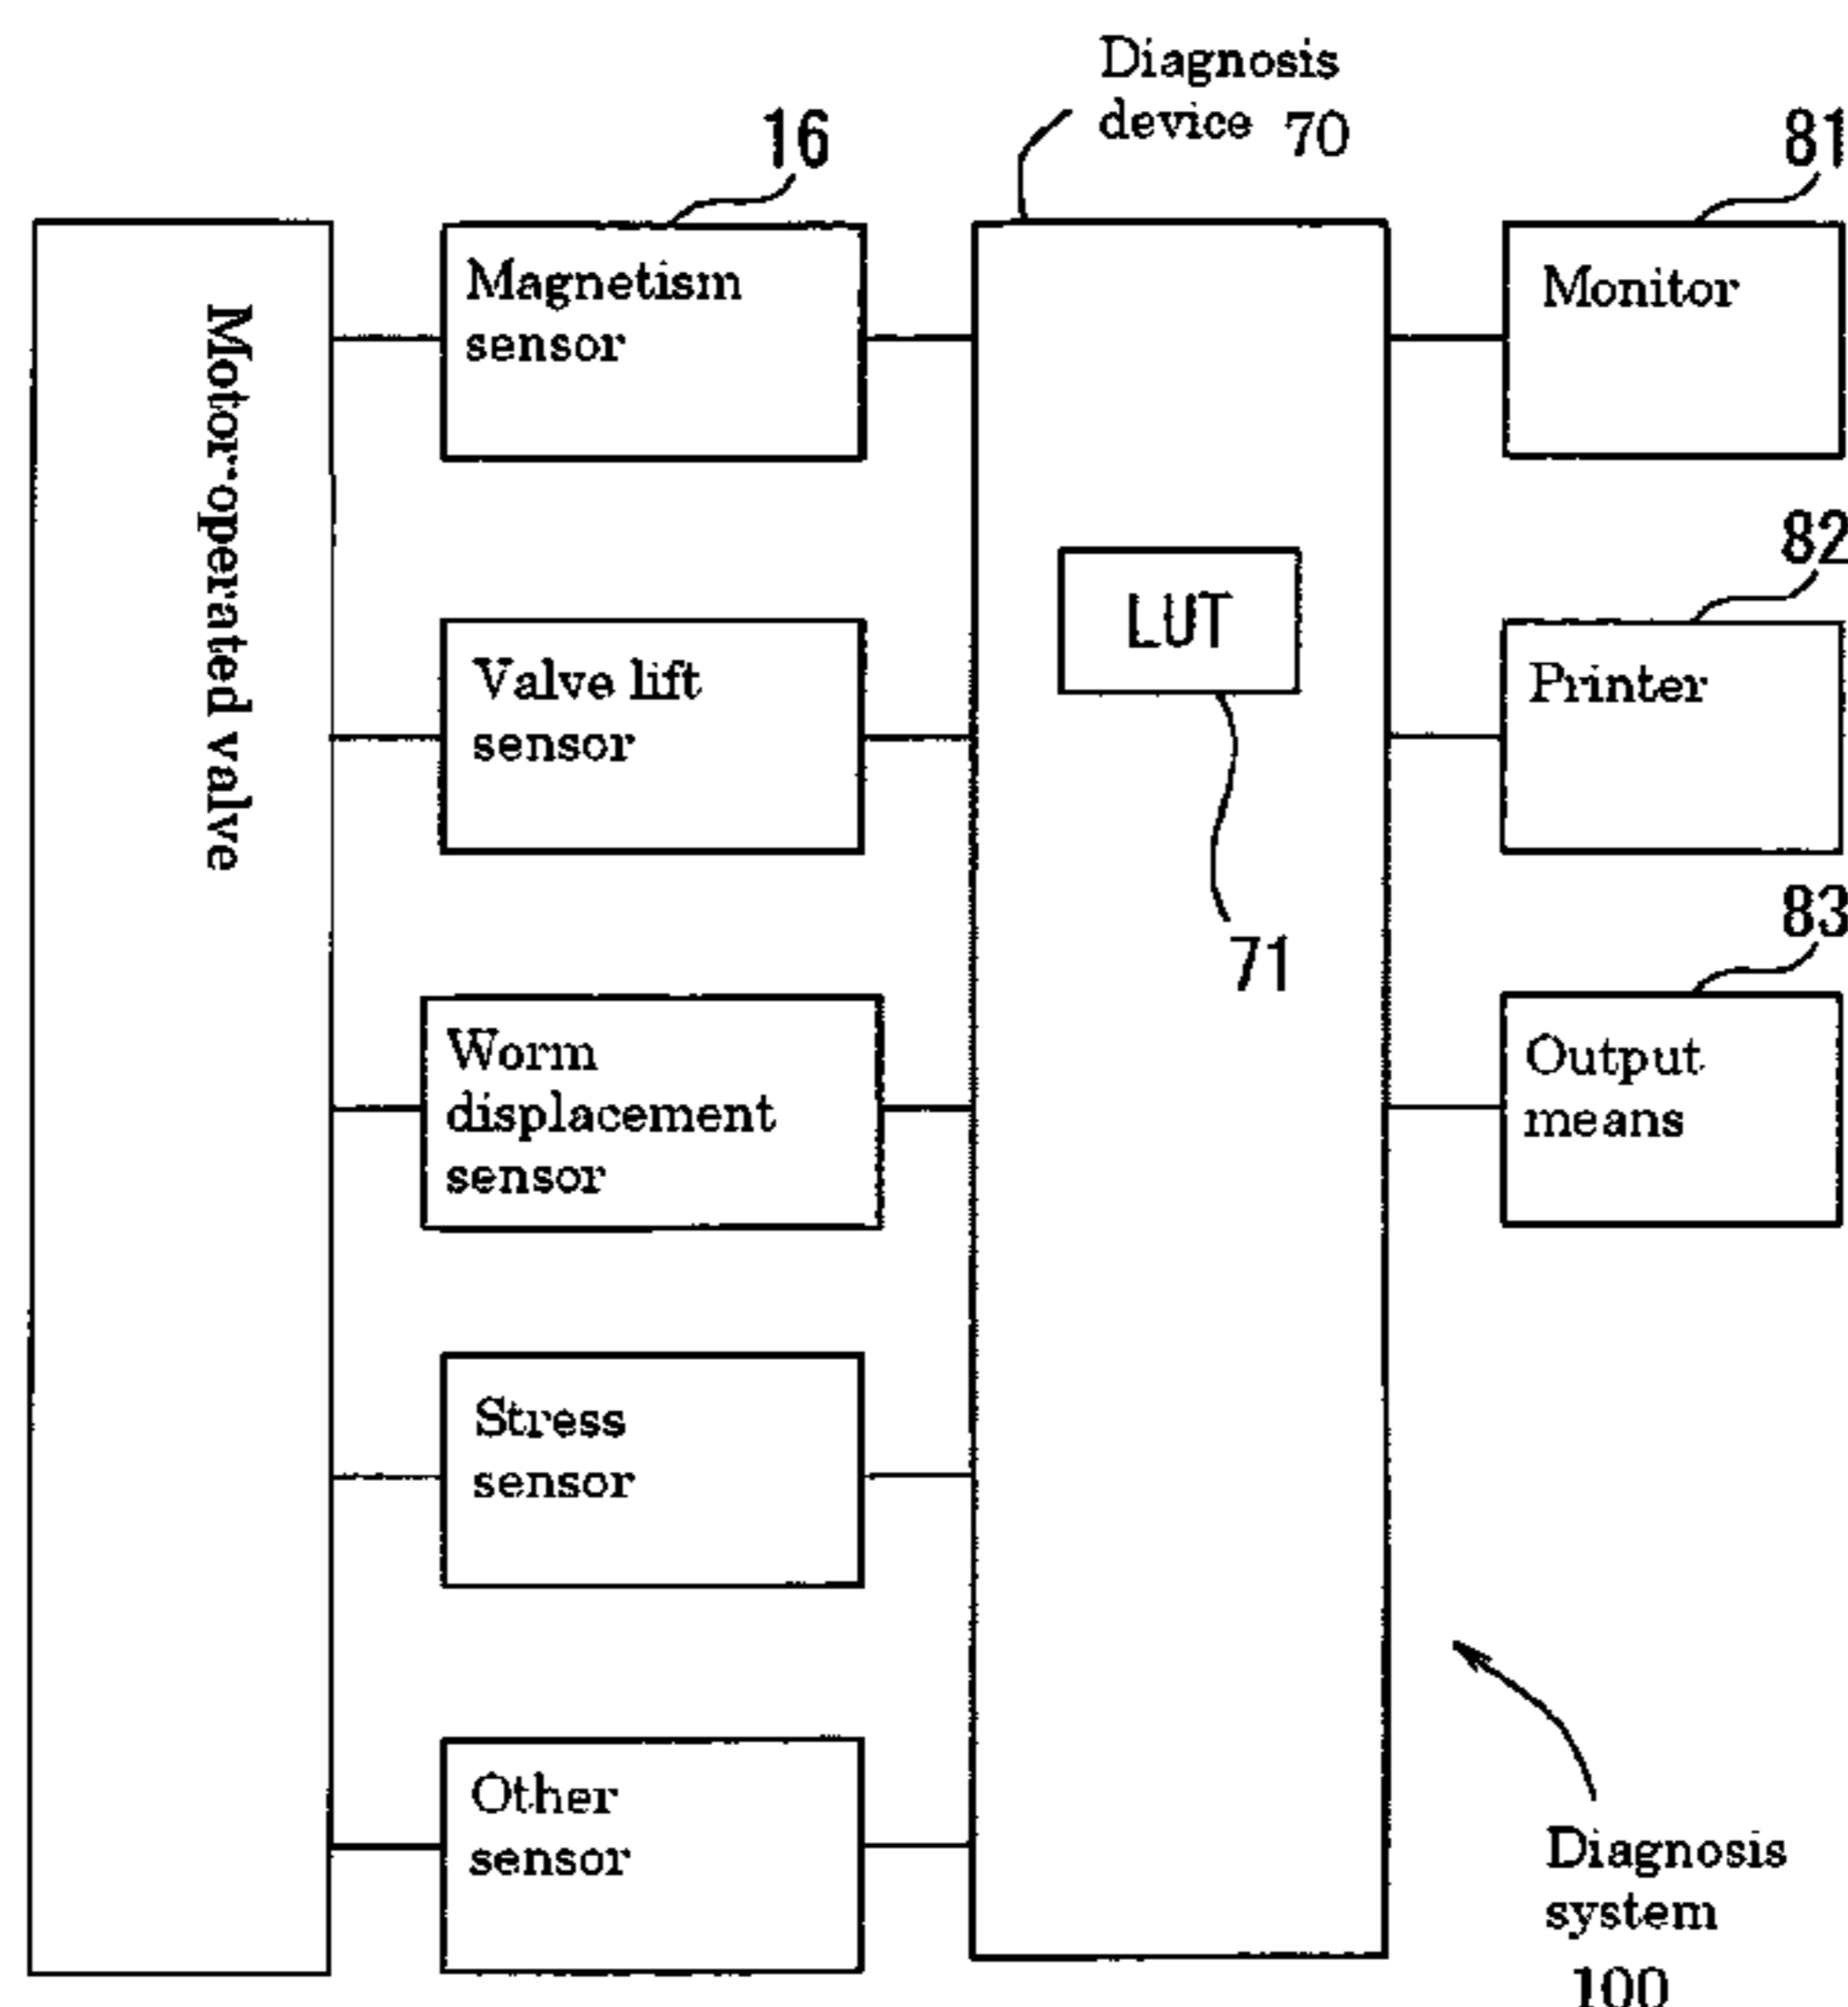 Diagnosis
device 70
16
81
Motor-operated valve
Magnetism
sensor
Monitor
82
LUT
Valve lift
sensor
Printer
71
83
Worm
displacement
sensor
Output
means
Stress
sensor
Other
sensor
Diagnosis
system
100